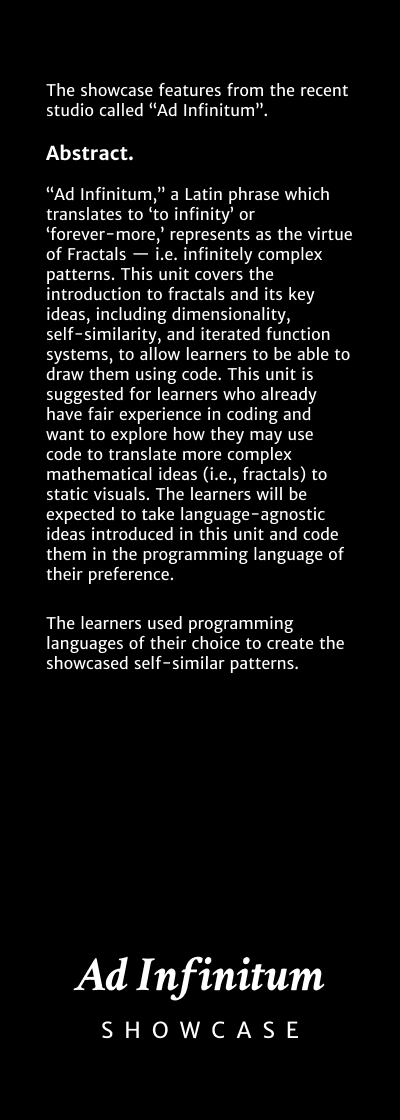 The showcase features from the recent
studio called “Ad Infinitum”.
Abstract.
“Ad Infinitum,” a Latin phrase which
translates to ‘to infinity’ or
‘forever-more,’ represents as the virtue
of Fractals — i.e. infinitely complex
patterns. This unit covers the
introduction to fractals and its key
ideas, including dimensionality,
self-similarity, and iterated function
systems, to allow learners to be able to
draw them using code. This unit is
suggested for learners who already
have fair experience in coding and
want to explore how they may use
code to translate more complex
mathematical ideas (i.e., fractals) to
static visuals. The learners will be
expected to take language-agnostic
ideas introduced in this unit and code
them in the programming language of
their preference.
The learners used programming
languages of their choice to create the
showcased self-similar patterns.
Ad Infinitum
SHOWCASE